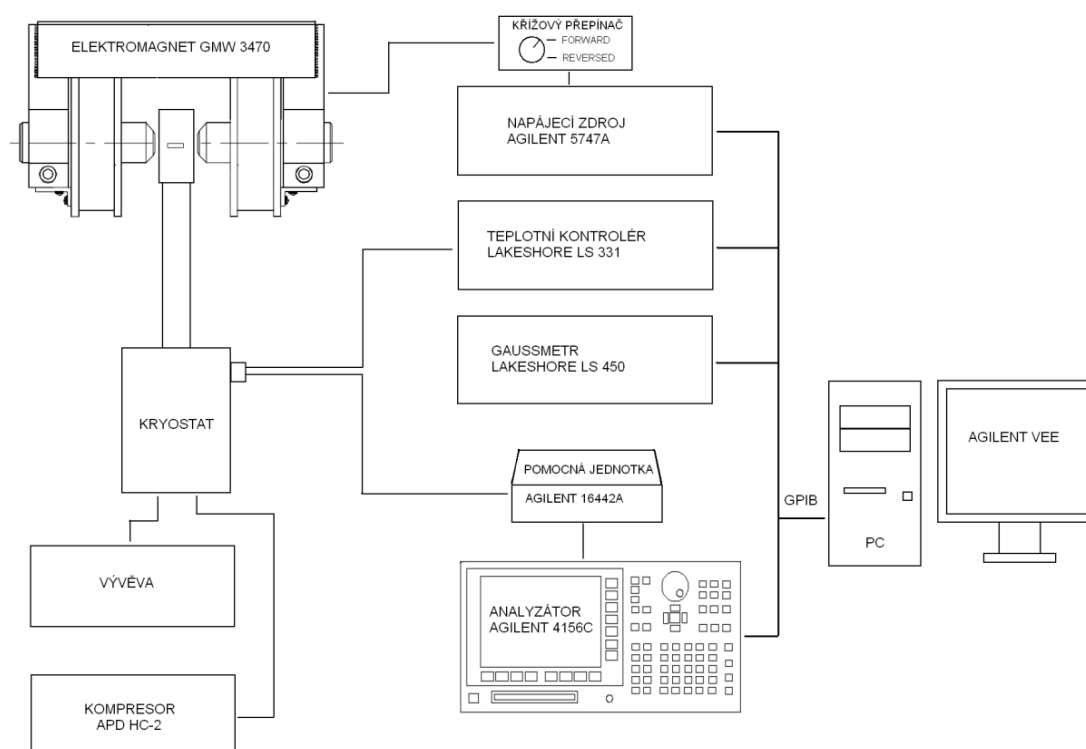 ELEKTROMAGNET GMW 3470
KŘÍŽOVÝ PŘEPÍNAČ
FORWARD
REVERSED
NAPÁJECÍ ZDROJ
AGILENT 5747A
TEPLOTNÍ KONTROLÉR
LAKESHORE LS 331
GAUSSMETR
LAKESHORE LS 450
KRYOSTAT
POMOCNÁ JEDNOTKA
AGILENT 16442A
GPIB
PC
AGILENT VEE
VÝVĚVA
ANALYZÁTOR
AGILENT 4156C
KOMPRESOR
APD HC-2